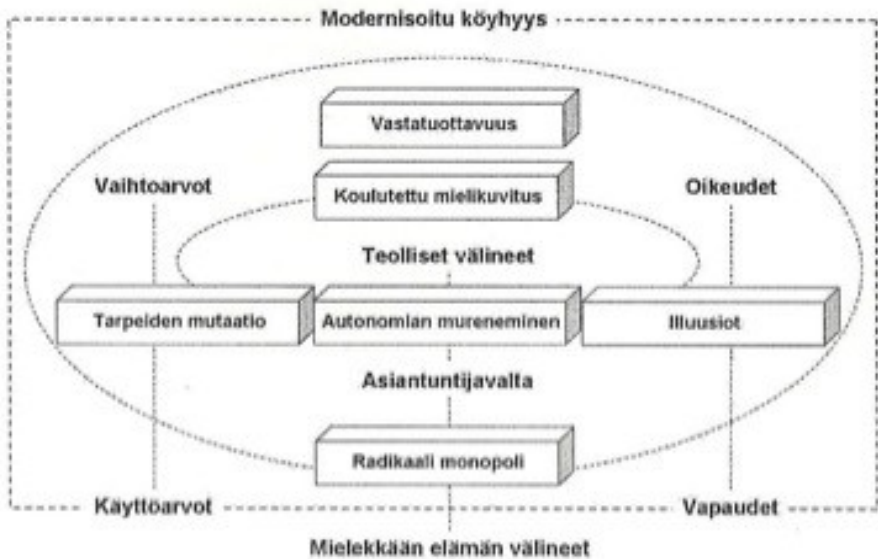 Modernisoitu köyhyys
Vastatuottavuus
Vaihtoarvot
Koulutettu mielikuvitus
Oikeudet
Teolliset välineet
Tarpeiden mutaatio
Autonomian mureneminen
Illuusiot
Asiantuntijavalta
Radikaali monopoli
Käyttöarvot
Vapaudet
Mielekkään elämän välineet